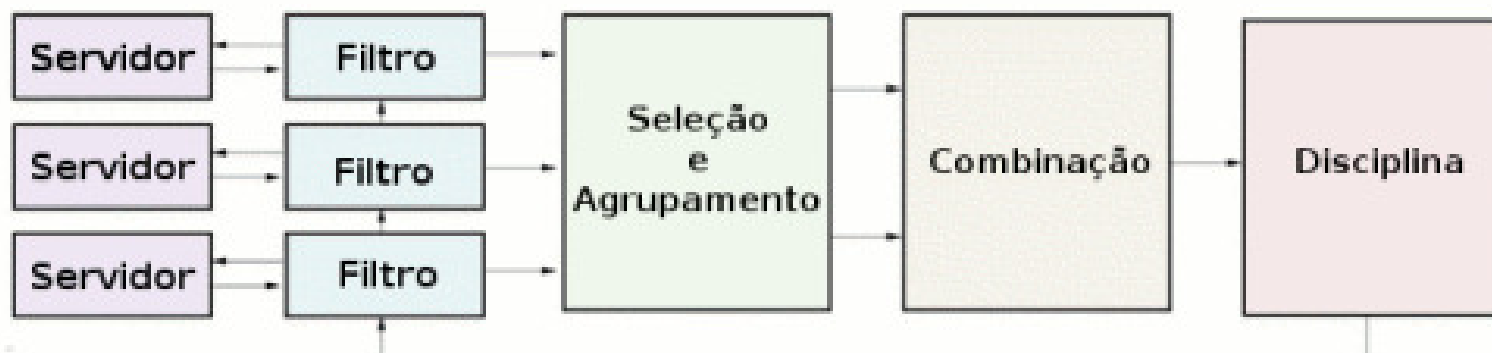 Servidor
Filtro
Servidor
Filtro
Servidor
Filtro
Seleção
e
Agrupamento
Combinação
Disciplina